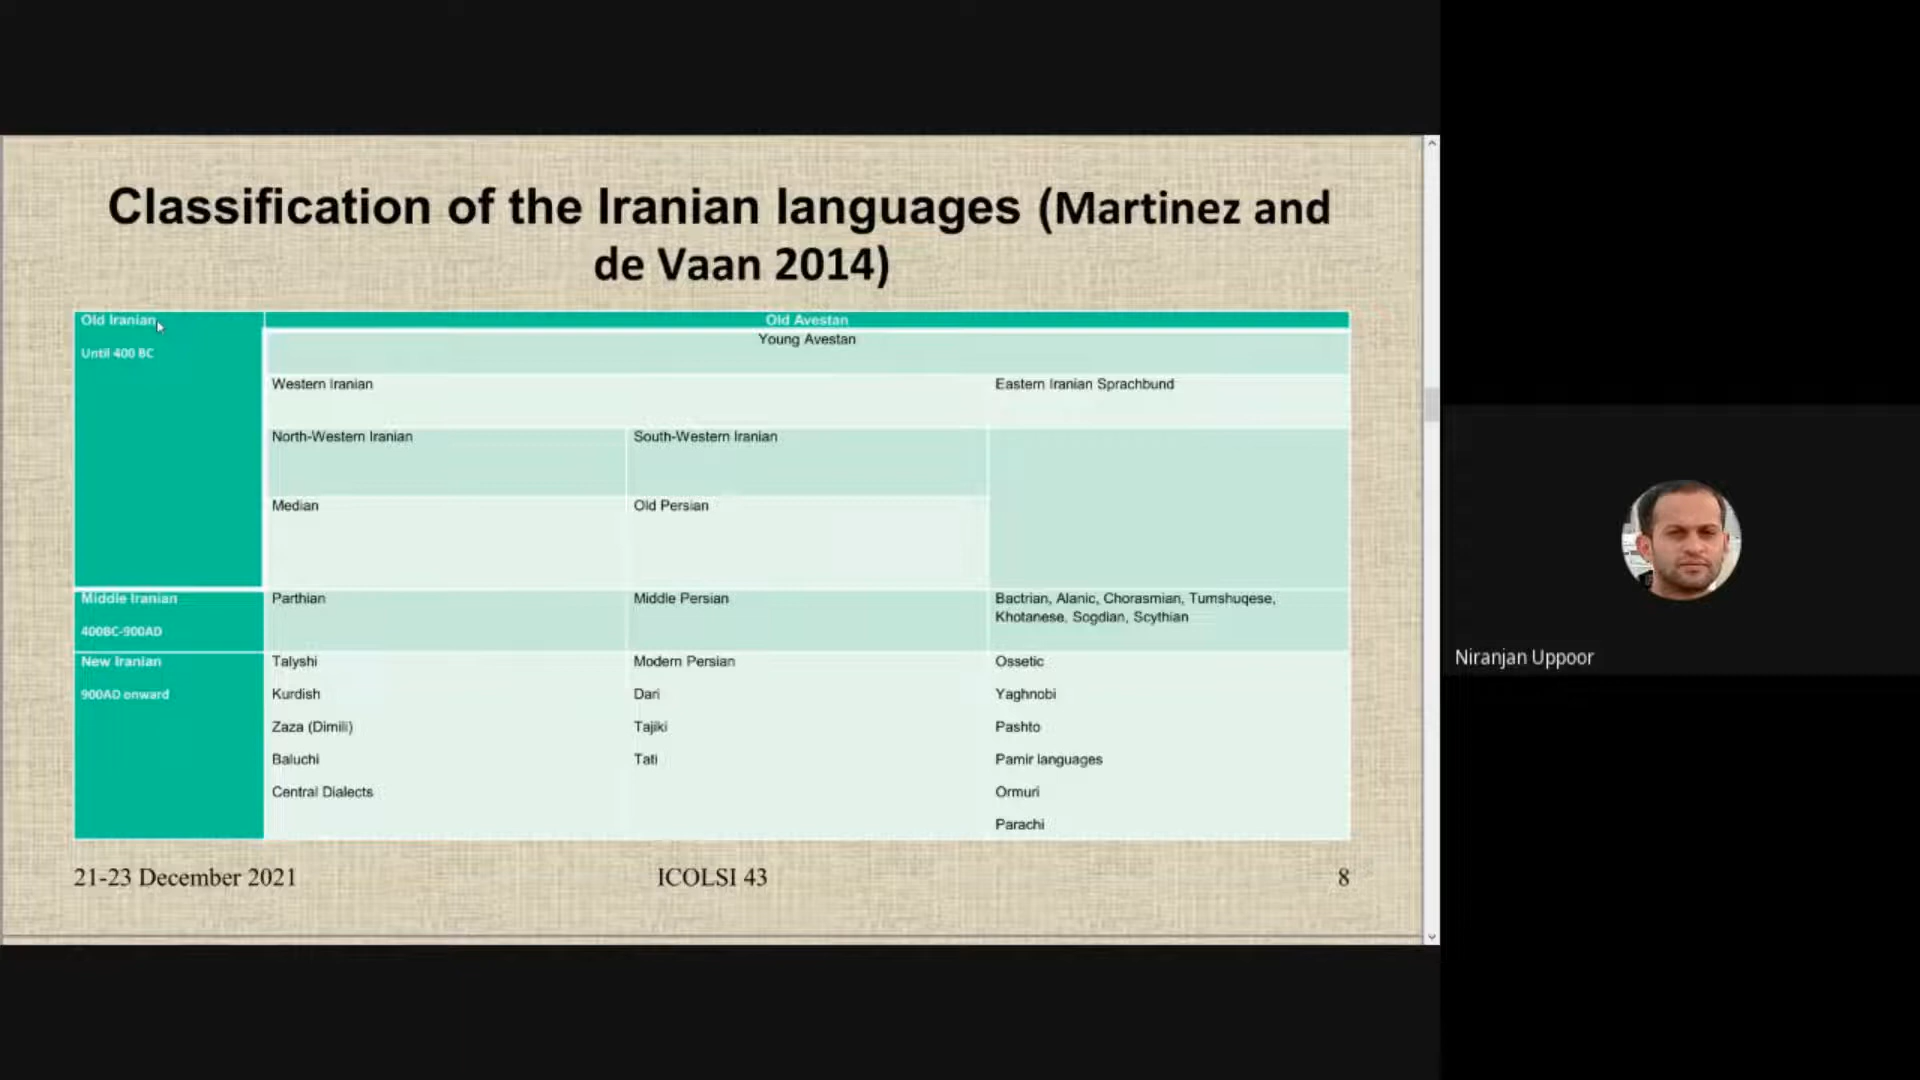 Classification of the Iranian languages (Martinez and
de Vaan 2014)
Old Iranian
Until 400 BC
Old Avestan
Young Avestan
Western Iranian
Eastern Iranian Sprachbund
North-Western Iranian
South-Western Iranian
Median
Old Persian
Middle Iranian
400BC-900AD
Parthian
Middle Persian
Bactrian, Alanic, Chorasmian, Tumshuqese,
Khotanese, Sogdian, Scythian
New Iranian
900AD onward
Talyshi
Kurdish
Zaza (Dimili)
Baluchi
Central Dialects
Modern Persian
Dari
Tajiki
Tati
Ossetic
Yaghnobi
Pashto
Pamir languages
Ormuri
Parachi
21-23 December 2021
ICOLSI 43
8
Niranjan Uppoor